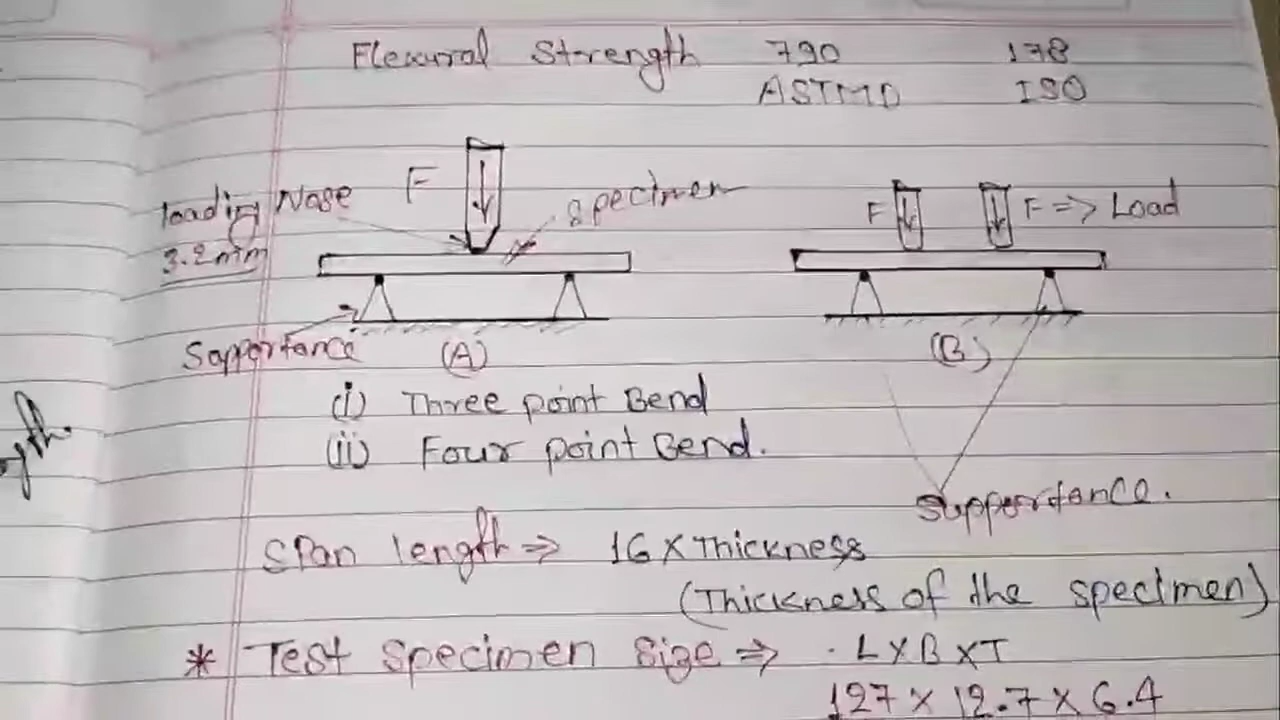 Flexural Strength 790 178
ASTMD ISO
loading Nose F specimen
3.2mm
F F => Load
Sopportance (A) (B)
(i) Three point Bend
(ii) Four point Bend.
Supportance.
Span length => 16 X Thickness
(Thickness of the specimen)
* Test specimen size => . L X B X T
127 X 12.7 X 6.4